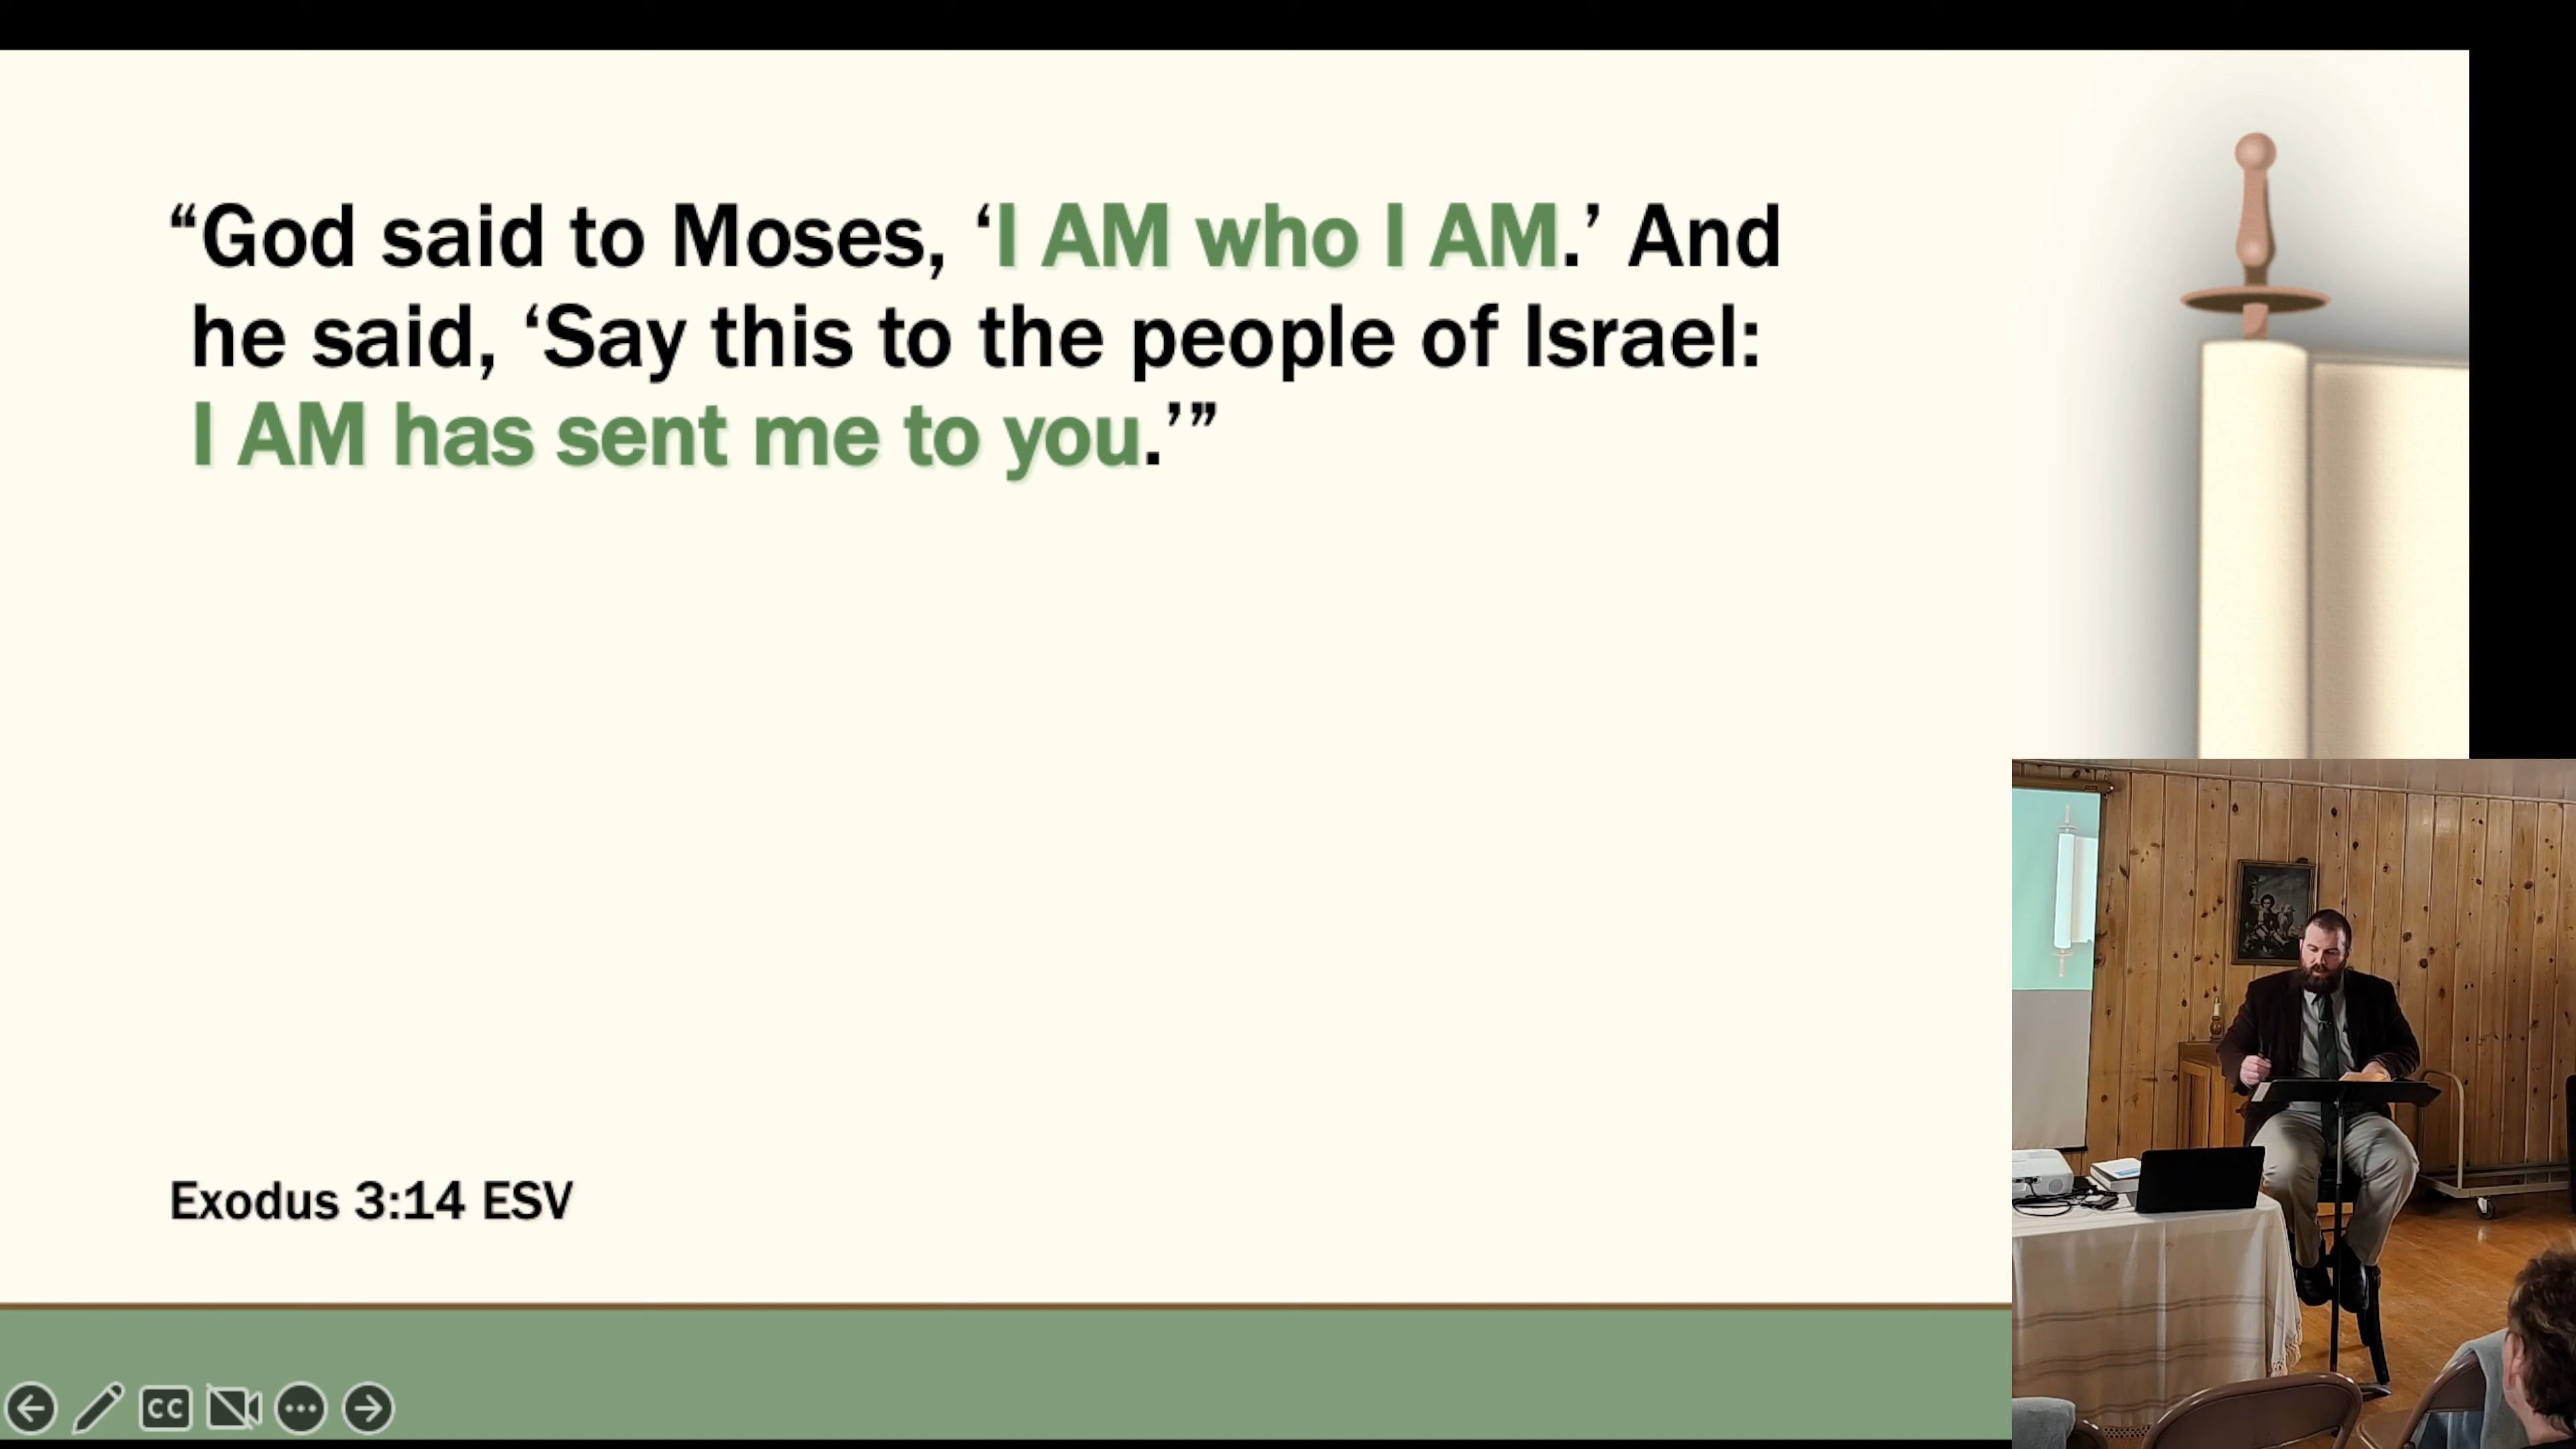 “God said to Moses, ‘I AM who I AM.’ And
he said, ‘Say this to the people of Israel:
I AM has sent me to you.’”
Exodus 3:14 ESV
CC